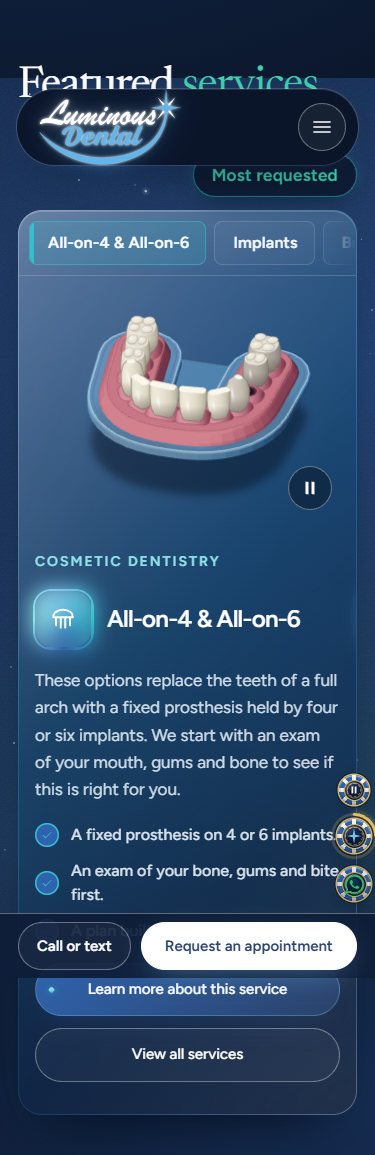 Featured services
Luminous
Dental
Most requested
All-on-4 & All-on-6
Implants
B
COSMETIC DENTISTRY
All-on-4 & All-on-6
These options replace the teeth of a full
arch with a fixed prosthesis held by four
or six implants. We start with an exam
of your mouth, gums and bone to see if
this is right for you.
A fixed prosthesis on 4 or 6 implants.
An exam of your bone, gums and bite
first.
A plan
Call or text
Request an appointment
Learn more about this service
View all services